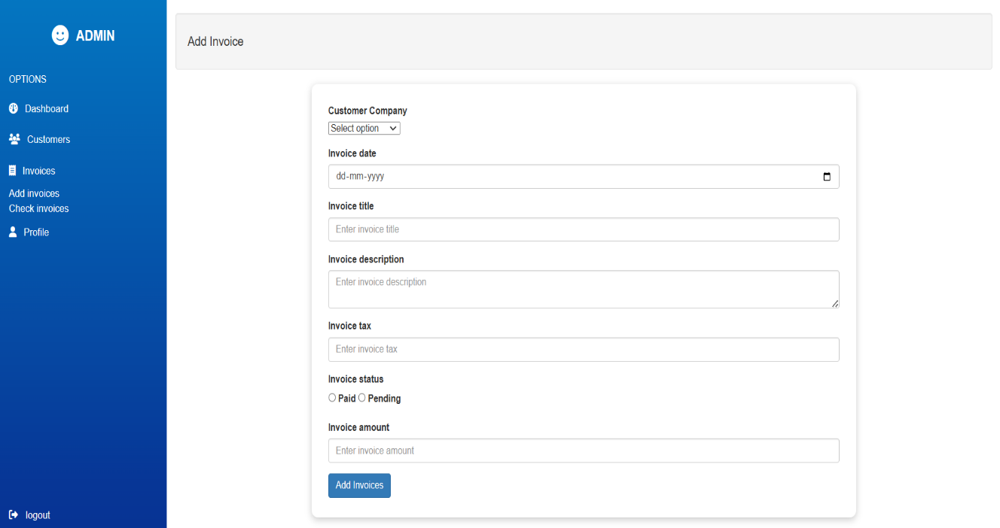 ADMIN
OPTIONS
Dashboard
Customers
Invoices
Add invoices
Check invoices
Profile
logout
Add Invoice
Customer Company
Select option
Invoice date
dd-mm-yyyy
Invoice title
Enter invoice title
Invoice description
Enter invoice description
Invoice tax
Enter invoice tax
Invoice status
Paid Pending
Invoice amount
Enter invoice amount
Add Invoices